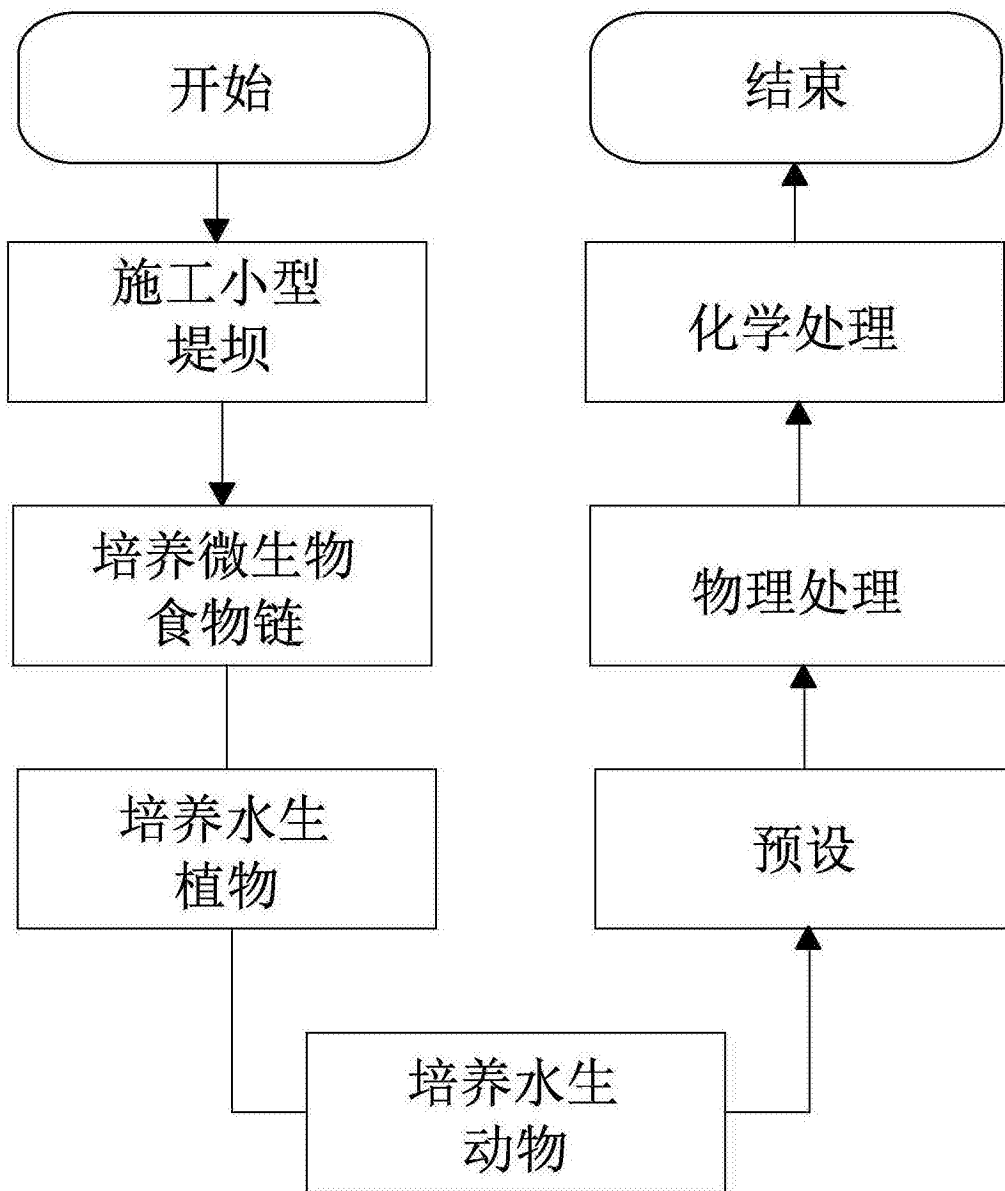 开始
施工小型
堤坝
培养微生物
食物链
培养水生
植物
培养水生
动物
预设
物理处理
化学处理
结束